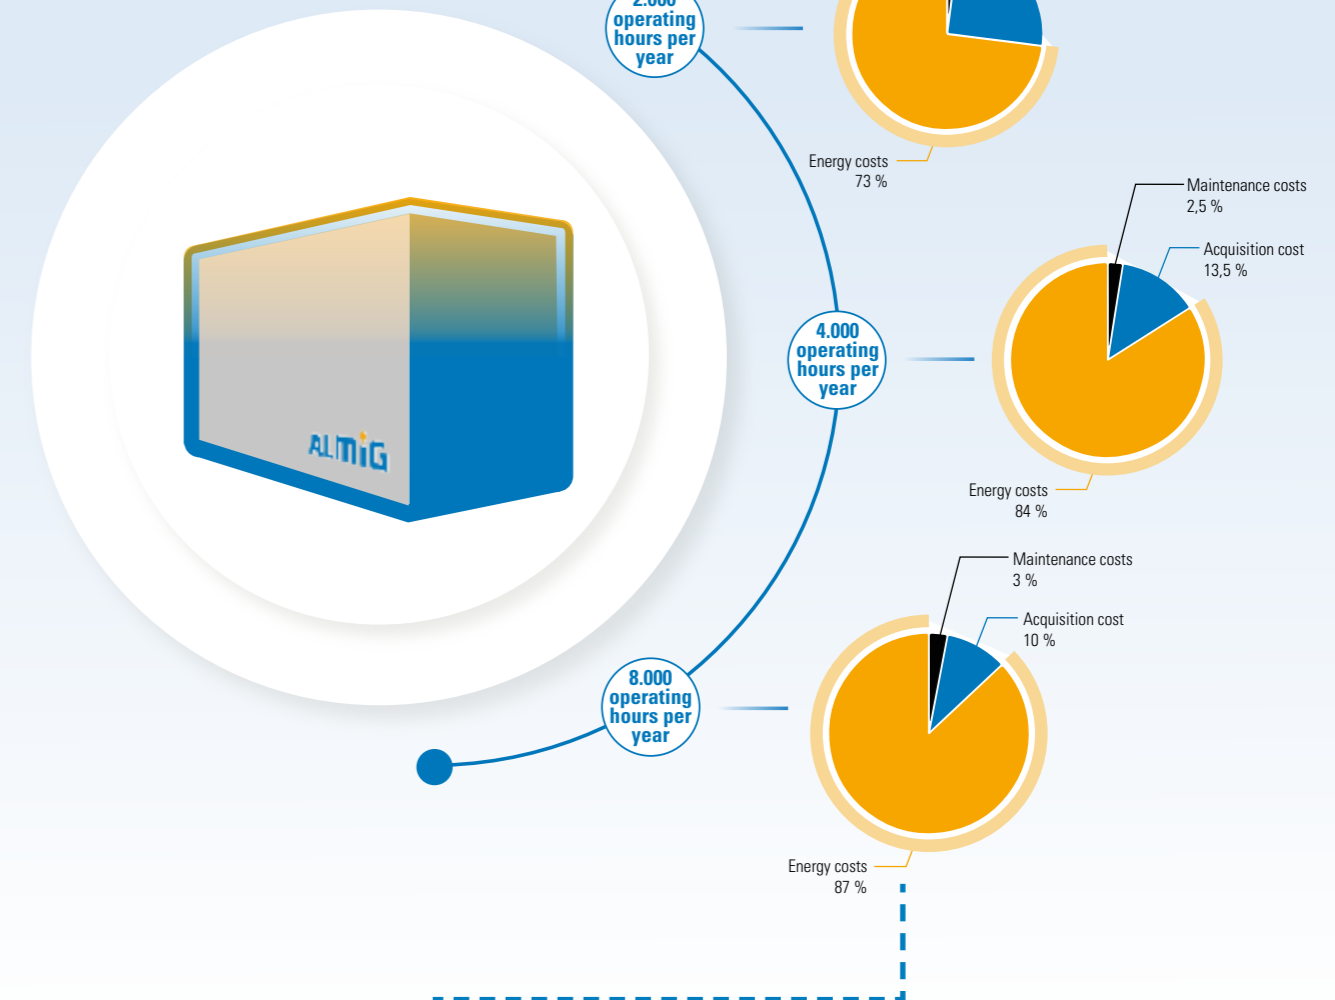 2.000
operating
hours per
year
Energy costs
73 %
Maintenance costs
2,5 %
Acquisition cost
13,5 %
4.000
operating
hours per
year
ALMiG
Energy costs
84 %
Maintenance costs
3 %
Acquisition cost
10 %
8.000
operating
hours per
year
Energy costs
87 %